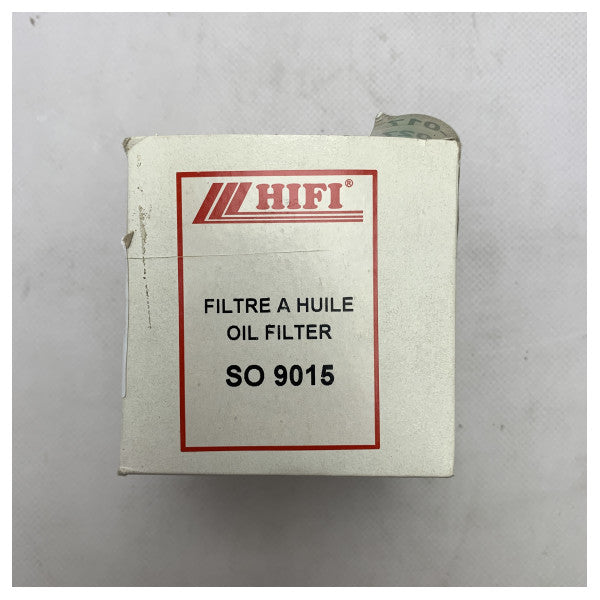 HIFI®
FILTRE A HUILE
OIL FILTER
SO 9015